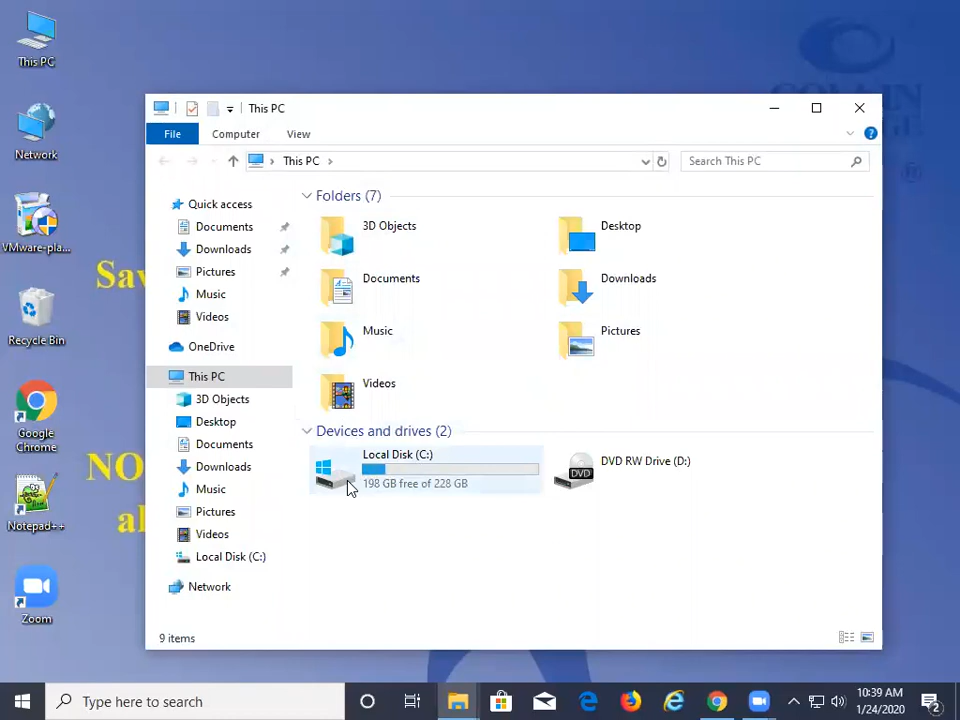 This PC
Network
VMware-pla...
Recycle Bin
Google
Chrome
Notepad++
Zoom
Sav
NO
al
This PC
File
Computer
View
This PC
Search This PC
Quick access
Documents
Downloads
Pictures
Music
Videos
OneDrive
This PC
3D Objects
Desktop
Documents
Downloads
Music
Pictures
Videos
Local Disk (C:)
Network
Folders (7)
3D Objects
Desktop
Documents
Downloads
Music
Pictures
Videos
Devices and drives (2)
Local Disk (C:)
198 GB free of 228 GB
DVD RW Drive (D:)
DVD
9 items
Type here to search
10:39 AM
1/24/2020
2